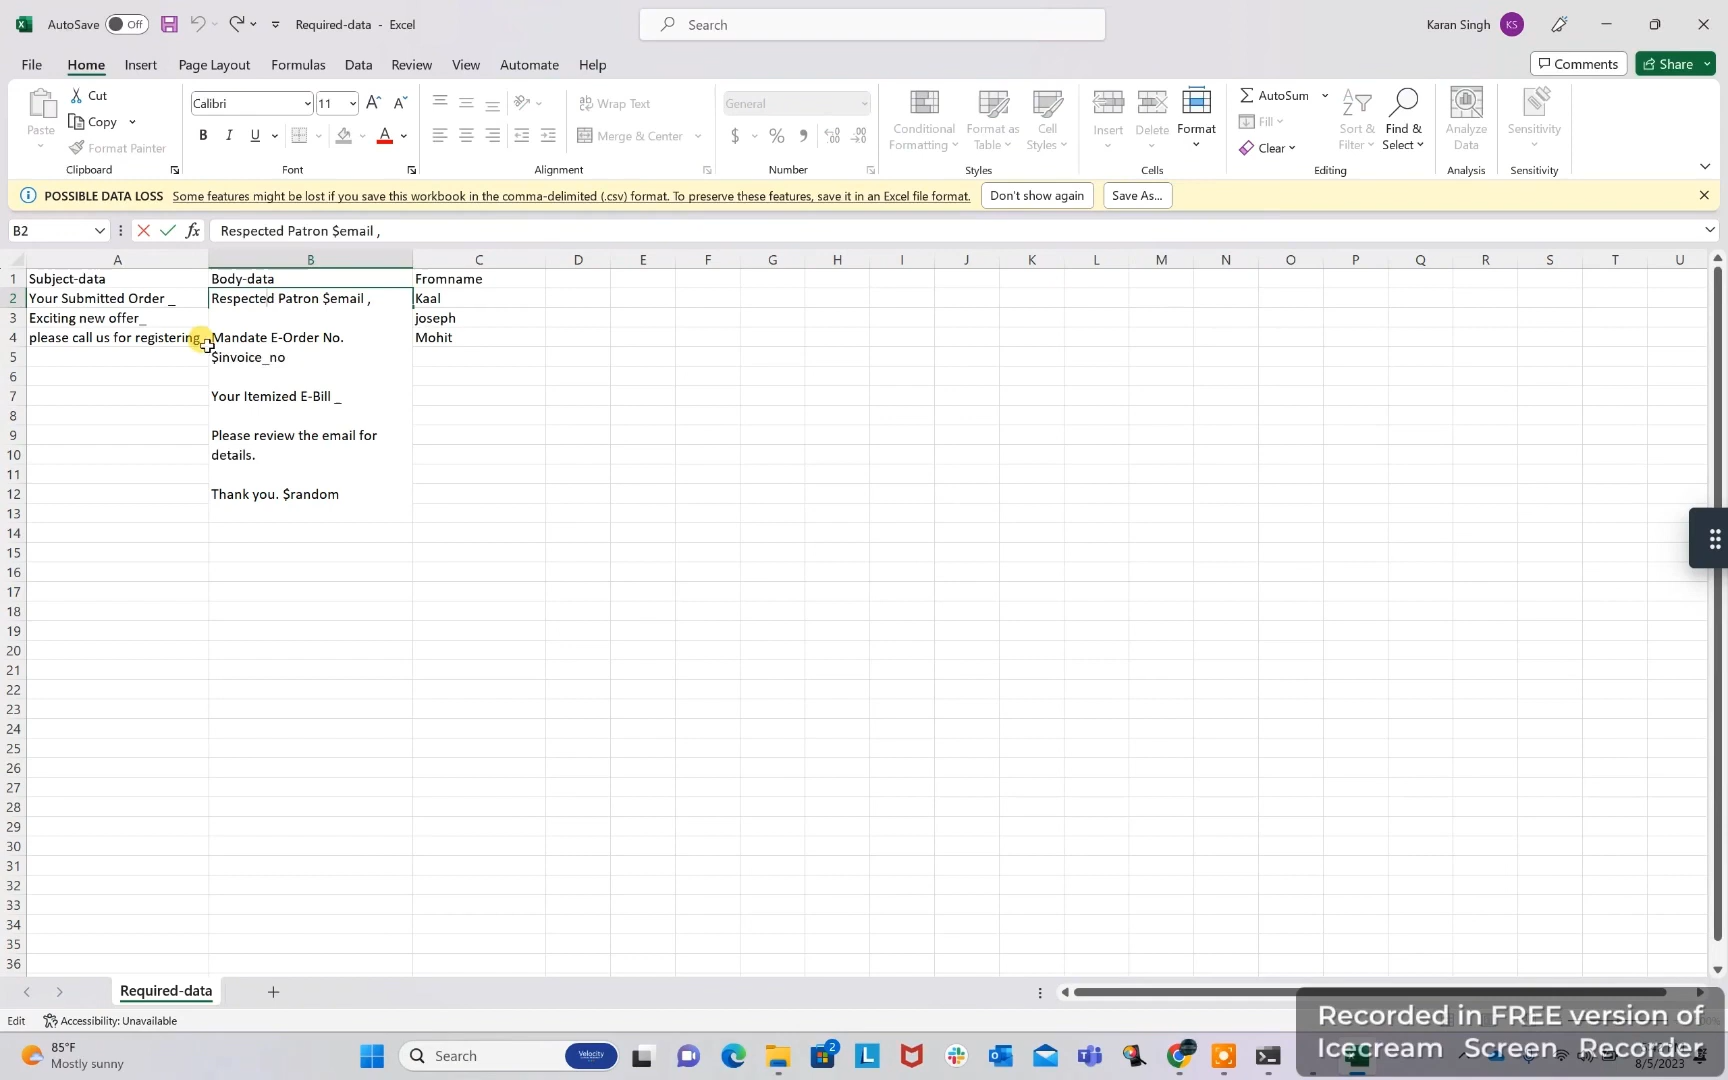 AutoSave Off Required-data - Excel Search Karan Singh KS
File Home Insert Page Layout Formulas Data Review View Automate Help Comments Share
Paste Cut Copy Format Painter Clipboard
Calibri 11 B I U A Font
Wrap Text Merge & Center Alignment
General $ % Number
Conditional Formatting Format as Table Cell Styles Styles
Insert Delete Format Cells
AutoSum Fill Clear Sort & Filter Find & Select Editing
Analyze Data Analysis
Sensitivity Sensitivity
POSSIBLE DATA LOSS Some features might be lost if you save this workbook in the comma-delimited (.csv) format. To preserve these features, save it in an Excel file format. Don't show again Save As...
B2 fx Respected Patron $email ,
A B C D E F G H I J K L M N O P Q R S T U
1 Subject-data Body-data Fromname
2 Your Submitted Order _ Respected Patron $email , Kaal
3 Exciting new offer_ joseph
4 please call us for registering Mandate E-Order No. Mohit
5 $invoice_no
6
7 Your Itemized E-Bill _
8
9 Please review the email for
10 details.
11
12 Thank you. $random
13
14
15
16
17
18
19
20
21
22
23
24
25
26
27
28
29
30
31
32
33
34
35
36
Required-data
Edit Accessibility: Unavailable
Recorded in FREE version of
Icecream Screen Recorder
85°F
Mostly sunny
Search Velocity 2
8/5/2023